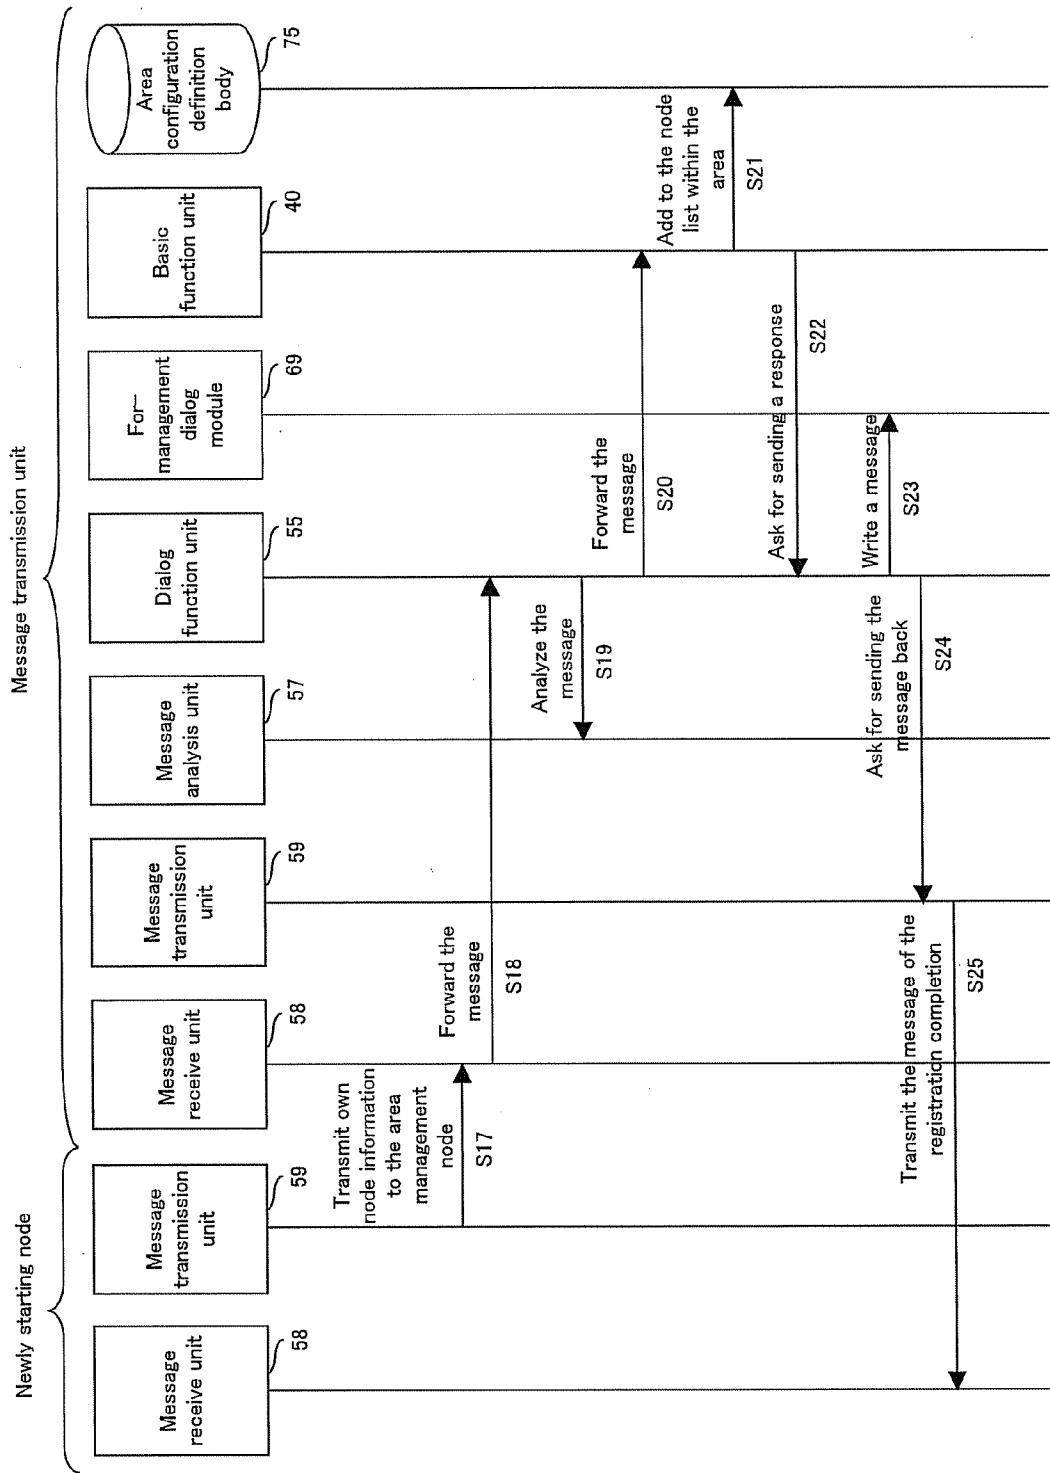 Newly starting node
Message transmission unit
Message
receive unit
58
Message
transmission
unit
59
Message
receive unit
58
Message
transmission
unit
59
Message
analysis unit
57
Dialog
function unit
55
For–
management
dialog
module
69
Basic
function unit
40
Area
configuration
definition
body
75
Transmit own
node information
to the area
management
node
S17
Forward the
message
S18
Analyze the
message
S19
Forward the
message
S20
Add to the node
list within the
area
S21
Ask for sending a response
S22
Write a message
S23
Ask for sending the
message back
S24
Transmit the message of the
registration completion
S25